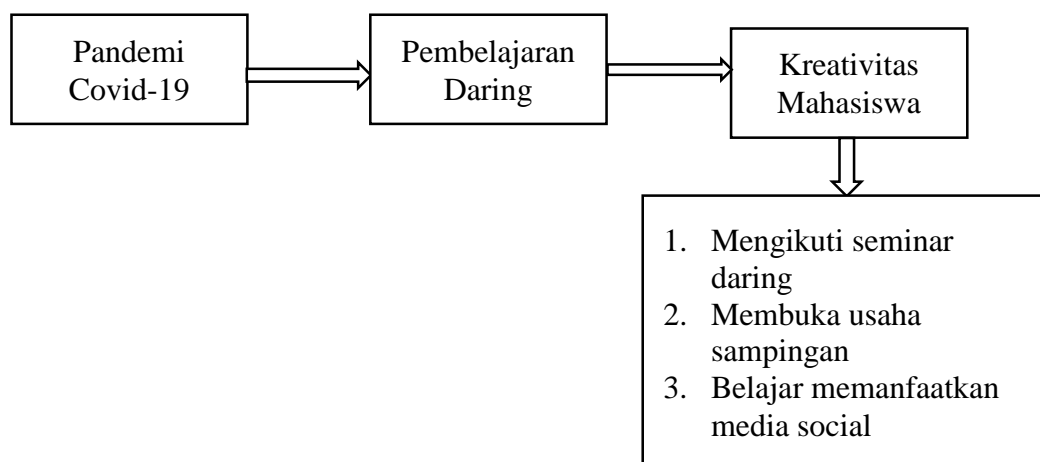 Pandemi
Covid-19
Pembelajaran
Daring
Kreativitas
Mahasiswa
1. Mengikuti seminar
daring
2. Membuka usaha
sampingan
3. Belajar memanfaatkan
media social